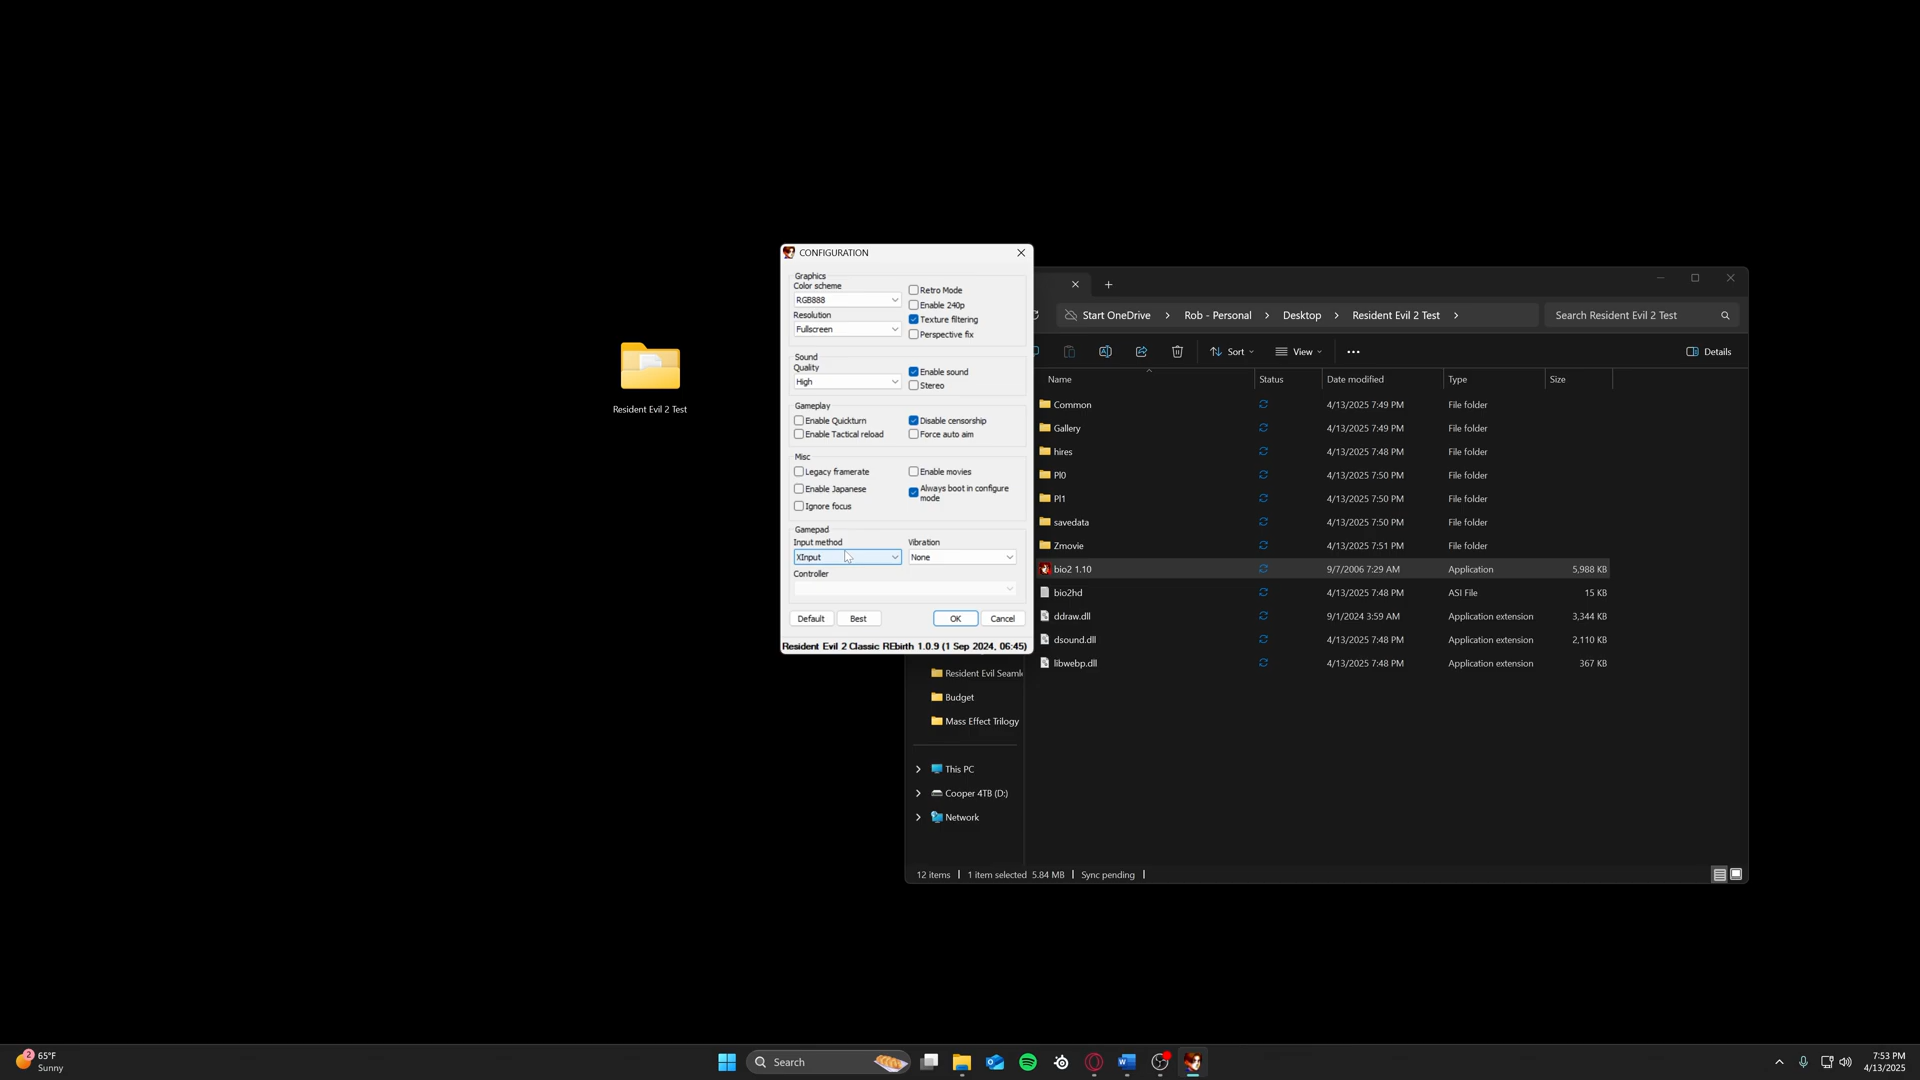 CONFIGURATION
Graphics
Color scheme
RGB888
Resolution
Fullscreen
Retro Mode
Enable 240p
Texture filtering
Perspective fix
Sound
Quality
High
Enable sound
Stereo
Gameplay
Enable Quickturn
Disable censorship
Enable Tactical reload
Force auto aim
Misc
Legacy framerate
Enable movies
Enable Japanese
Always boot in configure
mode
Ignore focus
Gamepad
Input method
Vibration
XInput
None
Controller
Default
Best
OK
Cancel
Resident Evil 2 Classic REbirth 1.0.9 (1 Sep 2024, 06:45)
Resident Evil 2 Test
Start OneDrive
Rob - Personal
Desktop
Resident Evil 2 Test
Search Resident Evil 2 Test
Sort
View
Details
Name Status Date modified Type Size
Common 4/13/2025 7:49 PM File folder
Gallery 4/13/2025 7:49 PM File folder
hires 4/13/2025 7:48 PM File folder
Pl0 4/13/2025 7:50 PM File folder
Pl1 4/13/2025 7:50 PM File folder
savedata 4/13/2025 7:50 PM File folder
Zmovie 4/13/2025 7:51 PM File folder
bio2 1.10 9/7/2006 7:29 AM Application 5,988 KB
bio2hd 4/13/2025 7:48 PM ASI File 15 KB
ddraw.dll 9/1/2024 3:59 AM Application extension 3,344 KB
dsound.dll 4/13/2025 7:48 PM Application extension 2,110 KB
libwebp.dll 4/13/2025 7:48 PM Application extension 367 KB
Resident Evil Seaml
Budget
Mass Effect Trilogy
This PC
Cooper 4TB (D:)
Network
12 items 1 item selected 5.84 MB Sync pending
2
65°F
Sunny
Search
7:53 PM
4/13/2025